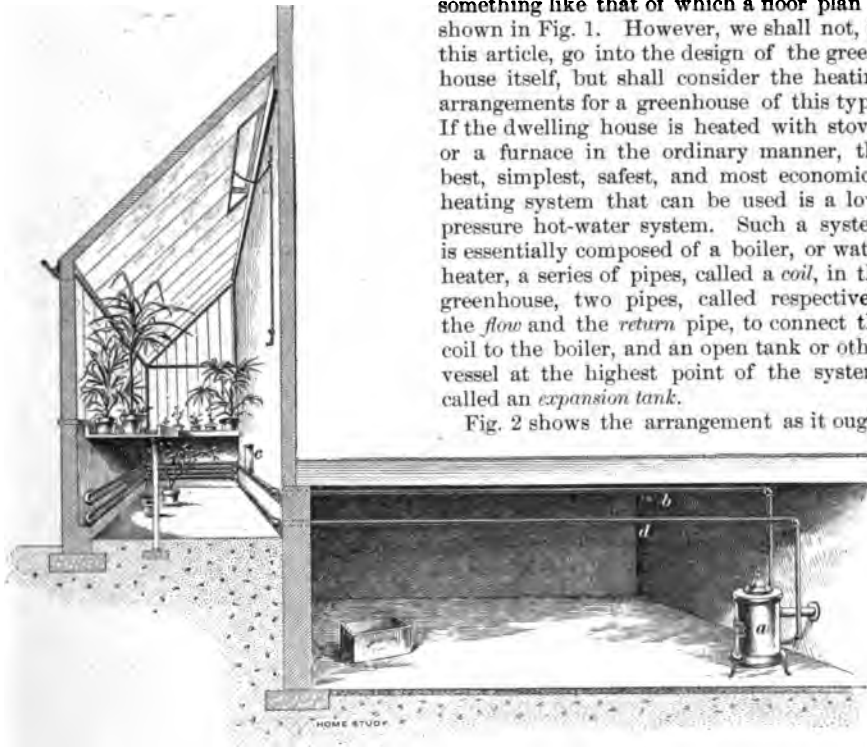 something like that of which a floor plan
shown in Fig. 1. However, we shall not,
this article, go into the design of the gree
house itself, but shall consider the heatin
arrangements for a greenhouse of this typ
If the dwelling house is heated with stov
or a furnace in the ordinary manner, th
best, simplest, safest, and most economic
heating system that can be used is a lo
pressure hot-water system. Such a syste
is essentially composed of a boiler, or wat
heater, a series of pipes, called a coil, in t
greenhouse, two pipes, called respective
the flow and the return pipe, to connect t
coil to the boiler, and an open tank or oth
vessel at the highest point of the system
called an expansion tank.
Fig. 2 shows the arrangement as it oug
c
b
d
a
HOME STUDY